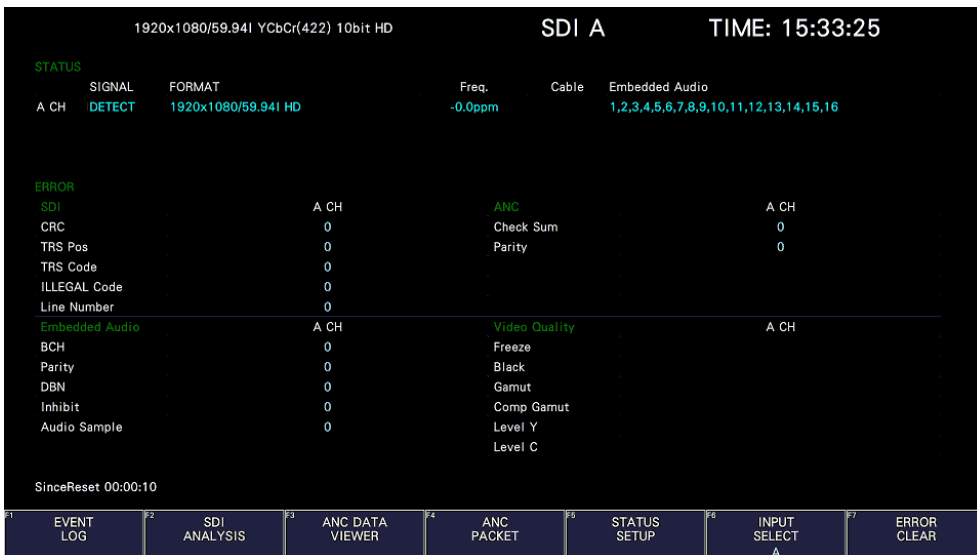 1920x1080/59.94I YCbCr(422) 10bit HD SDI A TIME: 15:33:25
STATUS
SIGNAL FORMAT Freq. Cable Embedded Audio
A CH DETECT 1920x1080/59.94I HD -0.0ppm 1,2,3,4,5,6,7,8,9,10,11,12,13,14,15,16
ERROR
SDI A CH ANC A CH
CRC 0 Check Sum 0
TRS Pos 0 Parity 0
TRS Code 0
ILLEGAL Code 0
Line Number 0
Embedded Audio A CH Video Quality A CH
BCH 0 Freeze
Parity 0 Black
DBN 0 Gamut
Inhibit 0 Comp Gamut
Audio Sample 0 Level Y
Level C
SinceReset 00:00:10
F1 EVENT F2 SDI F3 ANC DATA F4 ANC F5 STATUS F6 INPUT F7 ERROR
LOG ANALYSIS VIEWER PACKET SETUP SELECT CLEAR
A